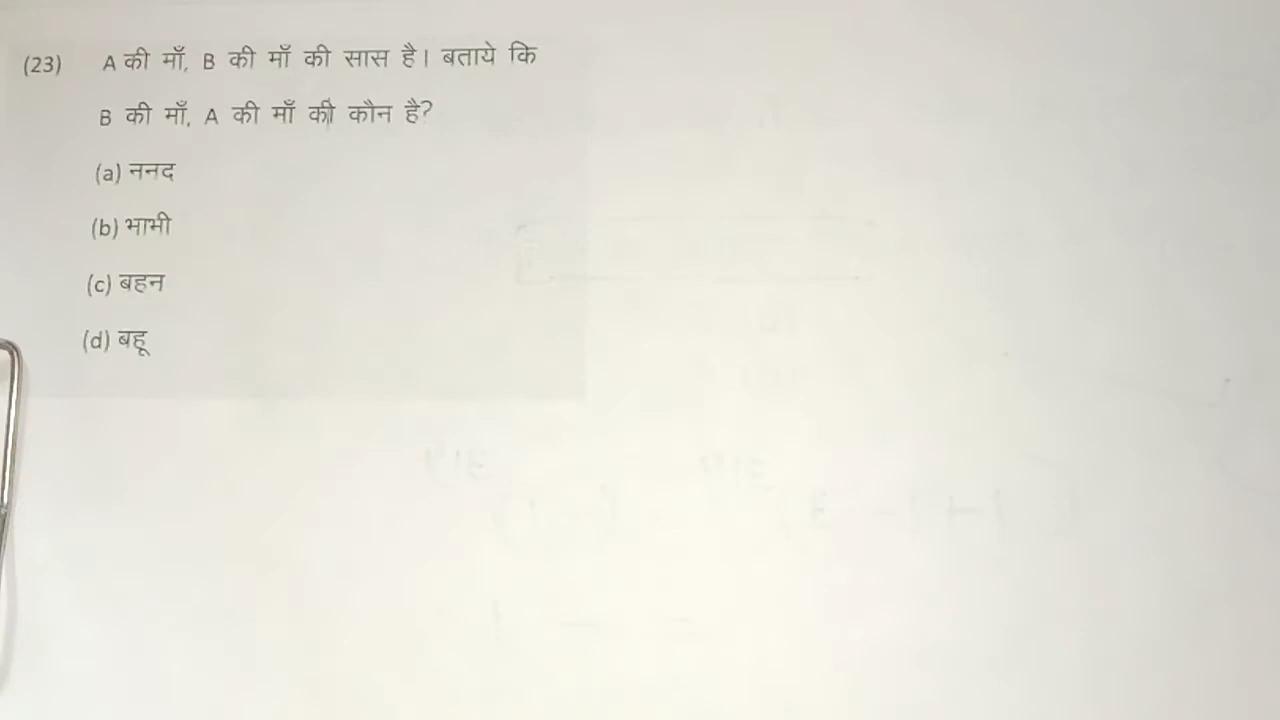 (23) A की माँ, B की माँ की सास है। बताये कि
B की माँ, A की माँ की कौन है?
(a) ननद
(b) भाभी
(c) बहन
(d) बहू